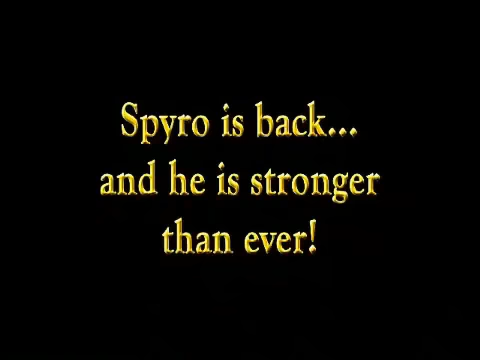 Spyro is back...
and he is stronger
than ever!